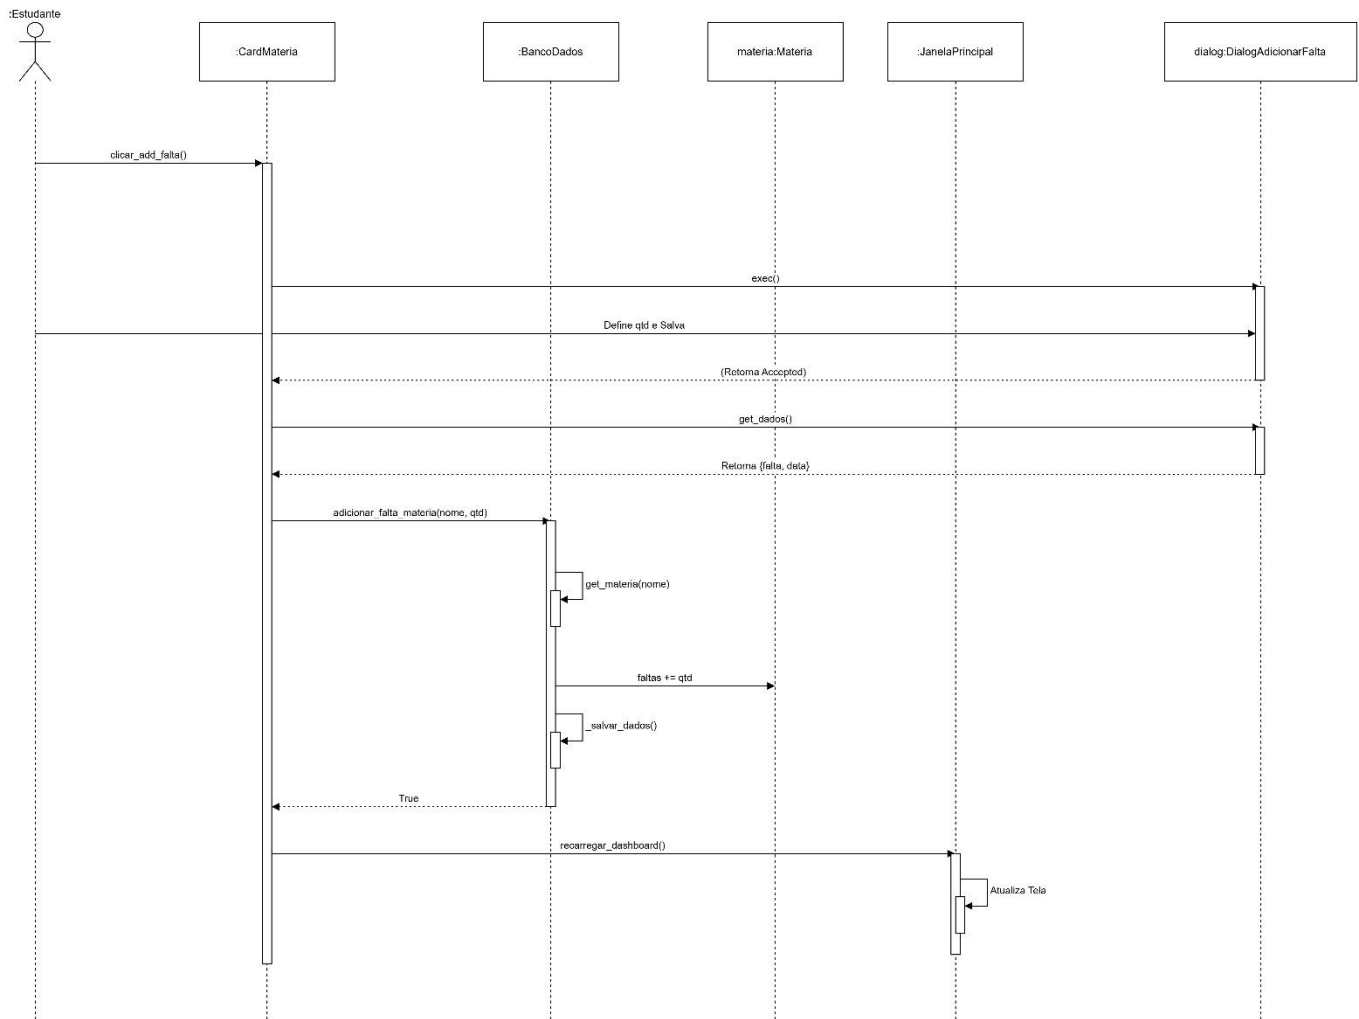 :Estudante
:CardMateria
:BancoDados
materia:Materia
:JanelaPrincipal
dialog:DialogAdicionarFalta
clicar_add_falta()
exec()
Define qtd e Salva
(Retorna Accepted)
get_dados()
Retorna {falta, data}
adicionar_falta_materia(nome, qtd)
get_materia(nome)
faltas += qtd
_salvar_dados()
True
recarregar_dashboard()
Atualiza Tela